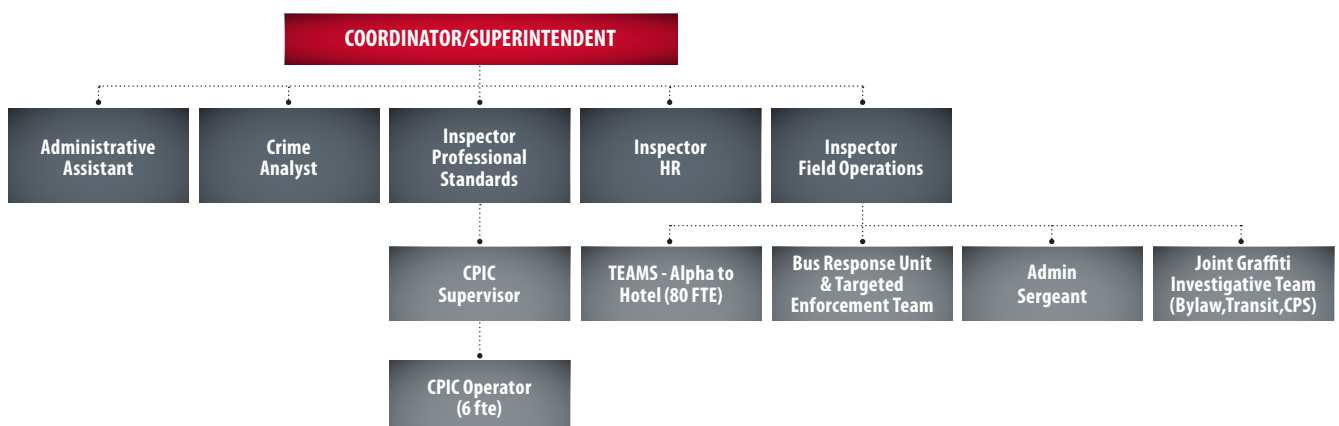 COORDINATOR/SUPERINTENDENT
Administrative
Assistant
Crime
Analyst
Inspector
Professional
Standards
Inspector
HR
Inspector
Field Operations
CPIC
Supervisor
TEAMS - Alpha to
Hotel (80 FTE)
Bus Response Unit
& Targeted
Enforcement Team
Admin
Sergeant
Joint Graffiti
Investigative Team
(Bylaw,Transit,CPS)
CPIC Operator
(6 fte)